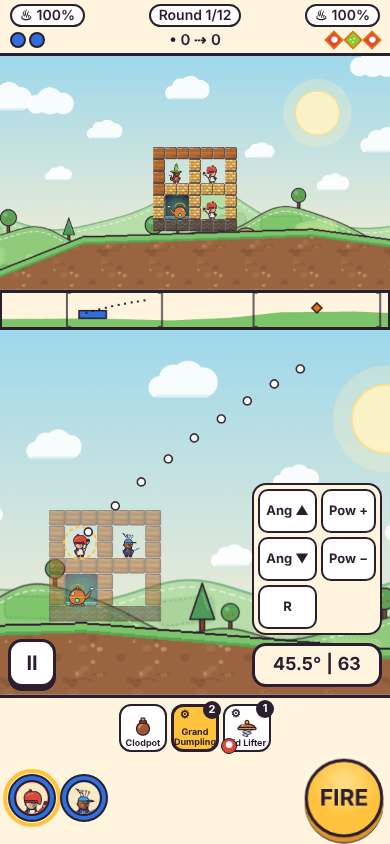 ♨ 100%
Round 1/12
♨ 100%
• 0 ⇢ 0
Ang ▲
Pow +
Ang ▼
Pow −
R
45.5° | 63
Clodpot
2
Grand
Dumpling
1
Lifter
FIRE